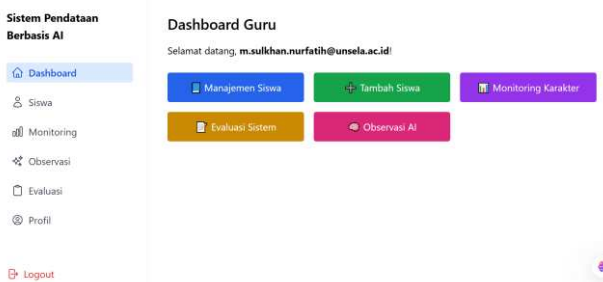 Sistem Pendataan
Berbasis AI
Dashboard
Siswa
Monitoring
Observasi
Evaluasi
Profil
Logout
Dashboard Guru
Selamat datang, m.sulkhan.nurfatih@unsela.ac.id!
Manajemen Siswa
Tambah Siswa
Monitoring Karakter
Evaluasi Sistem
Observasi AI